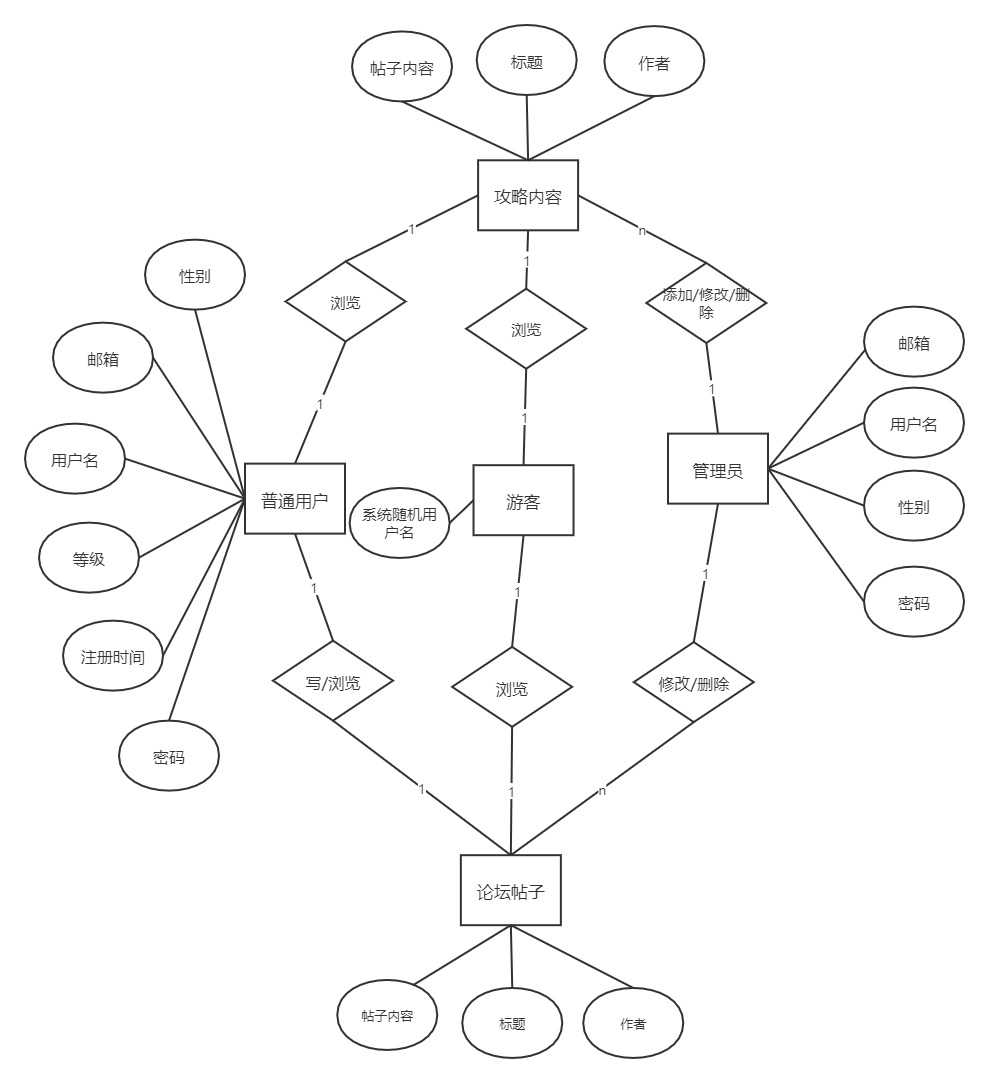 帖子内容
标题
作者
攻略内容
1
1
n
浏览
浏览
添加/修改/删
除
1
1
1
性别
邮箱
用户名
等级
注册时间
密码
普通用户
系统随机用
户名
游客
管理员
邮箱
用户名
性别
密码
1
1
1
写/浏览
浏览
修改/删除
1
1
n
论坛帖子
帖子内容
标题
作者